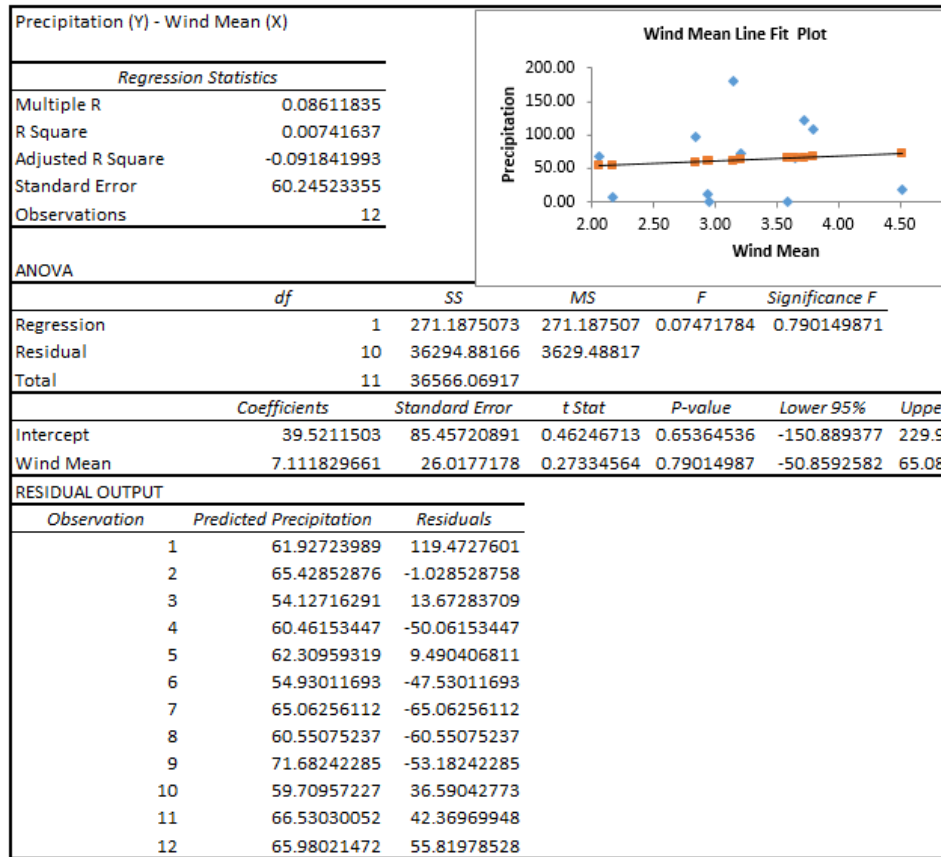 Precipitation (Y) - Wind Mean (X)
Regression Statistics
Multiple R 0.08611835
R Square 0.00741637
Adjusted R Square -0.091841993
Standard Error 60.24523355
Observations 12
Wind Mean Line Fit Plot
Precipitation
200.00
150.00
100.00
50.00
0.00
2.00 2.50 3.00 3.50 4.00 4.50
Wind Mean
ANOVA
df SS MS F Significance F
Regression 1 271.1875073 271.187507 0.07471784 0.790149871
Residual 10 36294.88166 3629.48817
Total 11 36566.06917
Coefficients Standard Error t Stat P-value Lower 95% Uppe
Intercept 39.5211503 85.45720891 0.46246713 0.65364536 -150.889377 229.9
Wind Mean 7.111829661 26.0177178 0.27334564 0.79014987 -50.8592582 65.08
RESIDUAL OUTPUT
Observation Predicted Precipitation Residuals
1 61.92723989 119.4727601
2 65.42852876 -1.028528758
3 54.12716291 13.67283709
4 60.46153447 -50.06153447
5 62.30959319 9.490406811
6 54.93011693 -47.53011693
7 65.06256112 -65.06256112
8 60.55075237 -60.55075237
9 71.68242285 -53.18242285
10 59.70957227 36.59042773
11 66.53030052 42.36969948
12 65.98021472 55.81978528